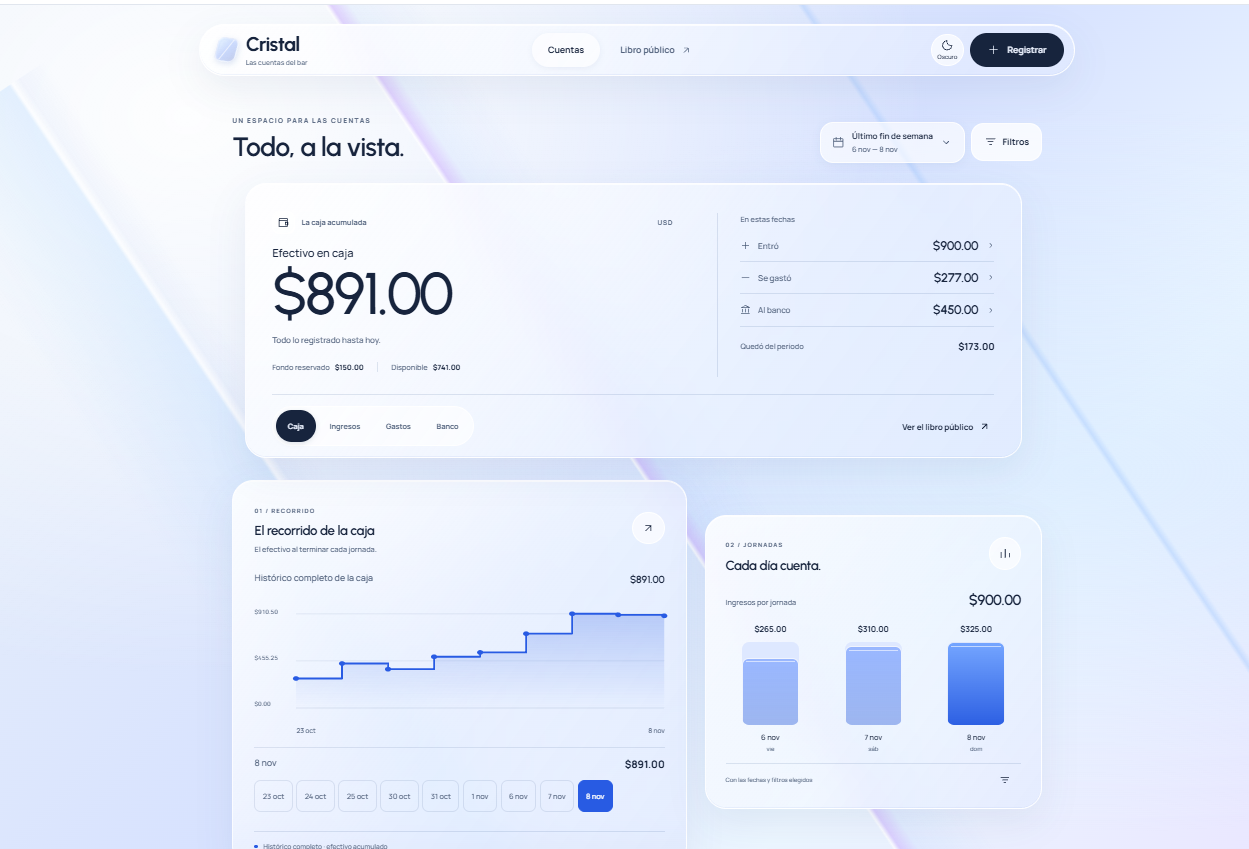 Cristal
Las cuentas del bar
Cuentas
Libro público
Oscuro
Registrar
UN ESPACIO PARA LAS CUENTAS
Todo, a la vista.
Último fin de semana
6 nov — 8 nov
Filtros
La caja acumulada
USD
Efectivo en caja
$891.00
Todo lo registrado hasta hoy.
Fondo reservado $150.00
Disponible $741.00
En estas fechas
Entró $900.00
Se gastó $277.00
Al banco $450.00
Quedó del periodo $173.00
Caja
Ingresos
Gastos
Banco
Ver el libro público
01 / RECORRIDO
El recorrido de la caja
El efectivo al terminar cada jornada.
Histórico completo de la caja $891.00
$910.50
$455.25
$0.00
23 oct
8 nov
8 nov $891.00
23 oct
24 oct
25 oct
30 oct
31 oct
1 nov
6 nov
7 nov
8 nov
Histórico completo · efectivo acumulado
02 / JORNADAS
Cada día cuenta.
Ingresos por jornada $900.00
$265.00
$310.00
$325.00
6 nov
vie
7 nov
sáb
8 nov
dom
Con las fechas y filtros elegidos